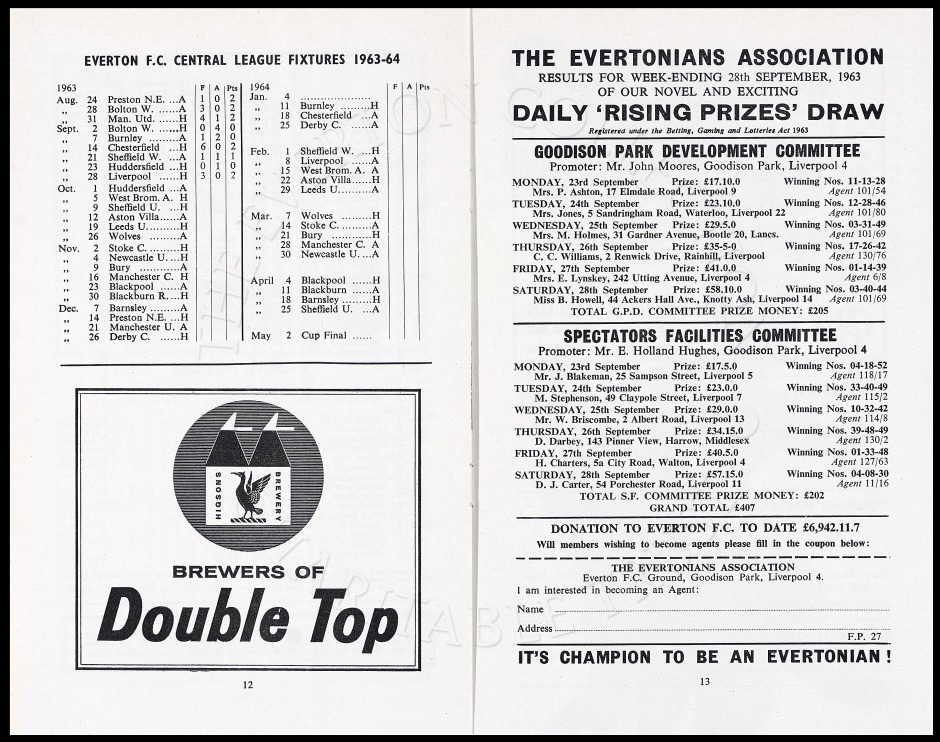 EVERTON F.C. CENTRAL LEAGUE FIXTURES 1963-64
1963 F A Pts
Aug. 24 Preston N.E. ...A 1 0 2
,, 28 Bolton W. ......A 3 0 2
,, 31 Man. Utd. ......H 4 1 2
Sept. 2 Bolton W. ......H 0 4 0
,, 7 Burnley .........A 1 2 0
,, 14 Chesterfield ...H 6 0 2
,, 21 Sheffield W. ...A 1 1 1
,, 23 Huddersfield ...H 0 1 0
,, 28 Liverpool ......H 3 0 2
Oct. 1 Huddersfield ...A
,, 5 West Brom. A. H
,, 9 Sheffield U. ...H
,, 12 Aston Villa......A
,, 19 Leeds U..........H
,, 26 Wolves .........A
Nov. 2 Stoke C. .........H
,, 4 Newcastle U. ...H
,, 9 Bury ............A
,, 16 Manchester C. H
,, 23 Blackpool ......A
,, 30 Blackburn R. ...H
Dec. 7 Barnsley .........A
,, 14 Preston N.E. ...H
,, 21 Manchester U. A
,, 26 Derby C. .........H
1964 F A Pts
Jan. 4 .....................
,, 11 Burnley .........H
,, 18 Chesterfield ...A
,, 25 Derby C. .........A
Feb. 1 Sheffield W. ...H
,, 8 Liverpool ......A
,, 15 West Brom. A. A
,, 22 Aston Villa......H
,, 29 Leeds U..........A
Mar. 7 Wolves .........H
,, 14 Stoke C. .........A
,, 21 Bury ............H
,, 28 Manchester C. A
,, 30 Newcastle U. ...A
April 4 Blackpool ......H
,, 11 Blackburn ......A
,, 18 Barnsley .........H
,, 25 Sheffield U. ...A
May 2 Cup Final ......
HIGSONS
BREWERY
BREWERS OF
Double Top
12
THE EVERTONIANS ASSOCIATION
RESULTS FOR WEEK-ENDING 28th SEPTEMBER, 1963
OF OUR NOVEL AND EXCITING
DAILY 'RISING PRIZES' DRAW
Registered under the Betting, Gaming and Lotteries Act 1963
GOODISON PARK DEVELOPMENT COMMITTEE
Promoter: Mr. John Moores, Goodison Park, Liverpool 4
MONDAY, 23rd September Prize: £17.10.0 Winning Nos. 11-13-28
Mrs. P. Ashton, 17 Elmdale Road, Liverpool 9 Agent 101/54
TUESDAY, 24th September Prize: £23.10.0 Winning Nos. 12-28-46
Mrs. Jones, 5 Sandringham Road, Waterloo, Liverpool 22 Agent 101/80
WEDNESDAY, 25th September Prize: £29.5.0 Winning Nos. 03-31-49
Mrs. M. Holmes, 31 Gardner Avenue, Bootle 20, Lancs. Agent 101/69
THURSDAY, 26th September Prize: £35-5-0 Winning Nos. 17-26-42
C. C. Williams, 2 Renwick Drive, Rainhill, Liverpool Agent 130/76
FRIDAY, 27th September Prize: £41.0.0 Winning Nos. 01-14-39
Mrs. E. Lynskey, 242 Utting Avenue, Liverpool 4 Agent 6/8
SATURDAY, 28th September Prize: £58.10.0 Winning Nos. 03-40-44
Miss B. Howell, 44 Ackers Hall Ave., Knotty Ash, Liverpool 14 Agent 101/69
TOTAL G.P.D. COMMITTEE PRIZE MONEY: £205
SPECTATORS FACILITIES COMMITTEE
Promoter: Mr. E. Holland Hughes, Goodison Park, Liverpool 4
MONDAY, 23rd September Prize: £17.5.0 Winning Nos. 04-18-52
Mr. J. Blakeman, 25 Sampson Street, Liverpool 5 Agent 118/17
TUESDAY, 24th September Prize: £23.0.0 Winning Nos. 33-40-49
M. Stephenson, 49 Claypole Street, Liverpool 7 Agent 115/2
WEDNESDAY, 25th September Prize: £29.0.0 Winning Nos. 10-32-42
Mr. W. Briscombe, 2 Albert Road, Liverpool 13 Agent 114/8
THURSDAY, 26th September Prize: £34.15.0 Winning Nos. 39-48-49
D. Darbey, 143 Pinner View, Harrow, Middlesex Agent 130/2
FRIDAY, 27th September Prize: £40.5.0 Winning Nos. 01-33-48
H. Charters, 5a City Road, Walton, Liverpool 4 Agent 127/63
SATURDAY, 28th September Prize: £57.15.0 Winning Nos. 04-08-30
D. J. Carter, 54 Porchester Road, Liverpool 11 Agent 11/16
TOTAL S.F. COMMITTEE PRIZE MONEY: £202
GRAND TOTAL £407
DONATION TO EVERTON F.C. TO DATE £6,942.11.7
Will members wishing to become agents please fill in the coupon below:
THE EVERTONIANS ASSOCIATION
Everton F.C. Ground, Goodison Park, Liverpool 4.
I am interested in becoming an Agent:
Name
Address
F.P. 27
IT'S CHAMPION TO BE AN EVERTONIAN !
13